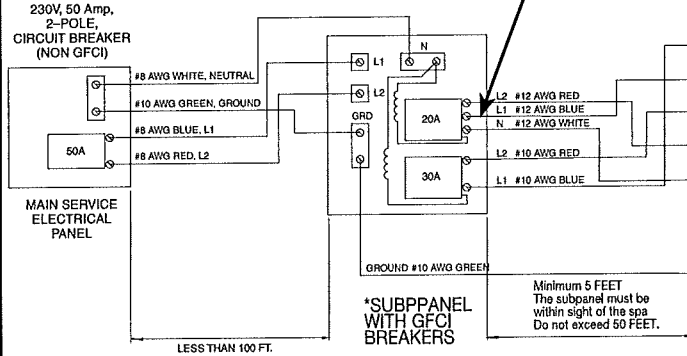 230V, 50 Amp,
2-POLE,
CIRCUIT BREAKER
(NON GFCI)
#8 AWG WHITE, NEUTRAL
#10 AWG GREEN, GROUND
#8 AWG BLUE, L1
50A
#8 AWG RED, L2
MAIN SERVICE
ELECTRICAL
PANEL
LESS THAN 100 FT.
N
L1
L2
GRD
20A
30A
L2 #12 AWG RED
L1 #12 AWG BLUE
N #12 AWG WHITE
L2 #10 AWG RED
L1 #10 AWG BLUE
GROUND #10 AWG GREEN
*SUBPPANEL
WITH GFCI
BREAKERS
Minimum 5 FEET
The subpanel must be
within sight of the spa
Do not exceed 50 FEET.